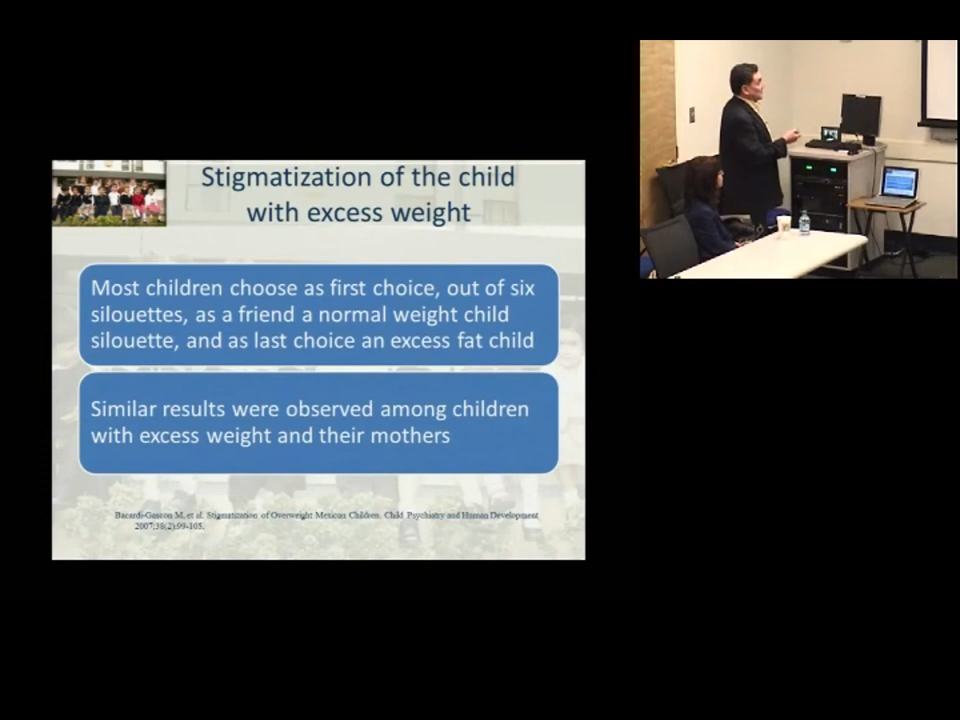 Stigmatization of the child
with excess weight
Most children choose as first choice, out of six
silouettes, as a friend a normal weight child
silouette, and as last choice an excess fat child
Similar results were observed among children
with excess weight and their mothers
Bacardi-Gascon M, et al. Stigmatization of Overweight Mexican Children. Child Psychiatry and Human Development
2007;38(2):99-105.